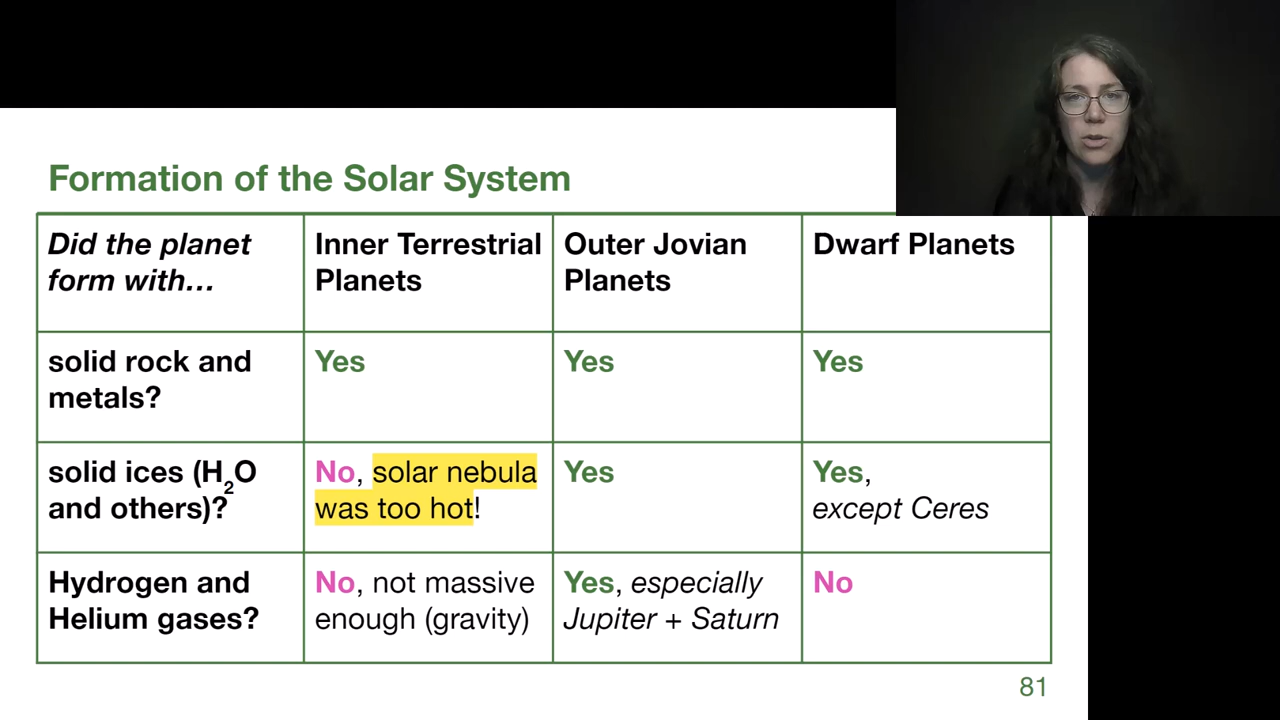 Formation of the Solar System
Did the planet
form with...
Inner Terrestrial
Planets
Outer Jovian
Planets
Dwarf Planets
solid rock and
metals?
Yes
Yes
Yes
solid ices (H₂O
and others)?
No, solar nebula
was too hot!
Yes
Yes,
except Ceres
Hydrogen and
Helium gases?
No, not massive
enough (gravity)
Yes, especially
Jupiter + Saturn
No
81